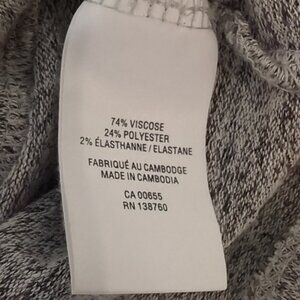 74% VISCOSE
24% POLYESTER
2% ÉLASTHANNE / ELASTANE
FABRIQUÉ AU CAMBODGE
MADE IN CAMBODIA
CA 00655
RN 138760